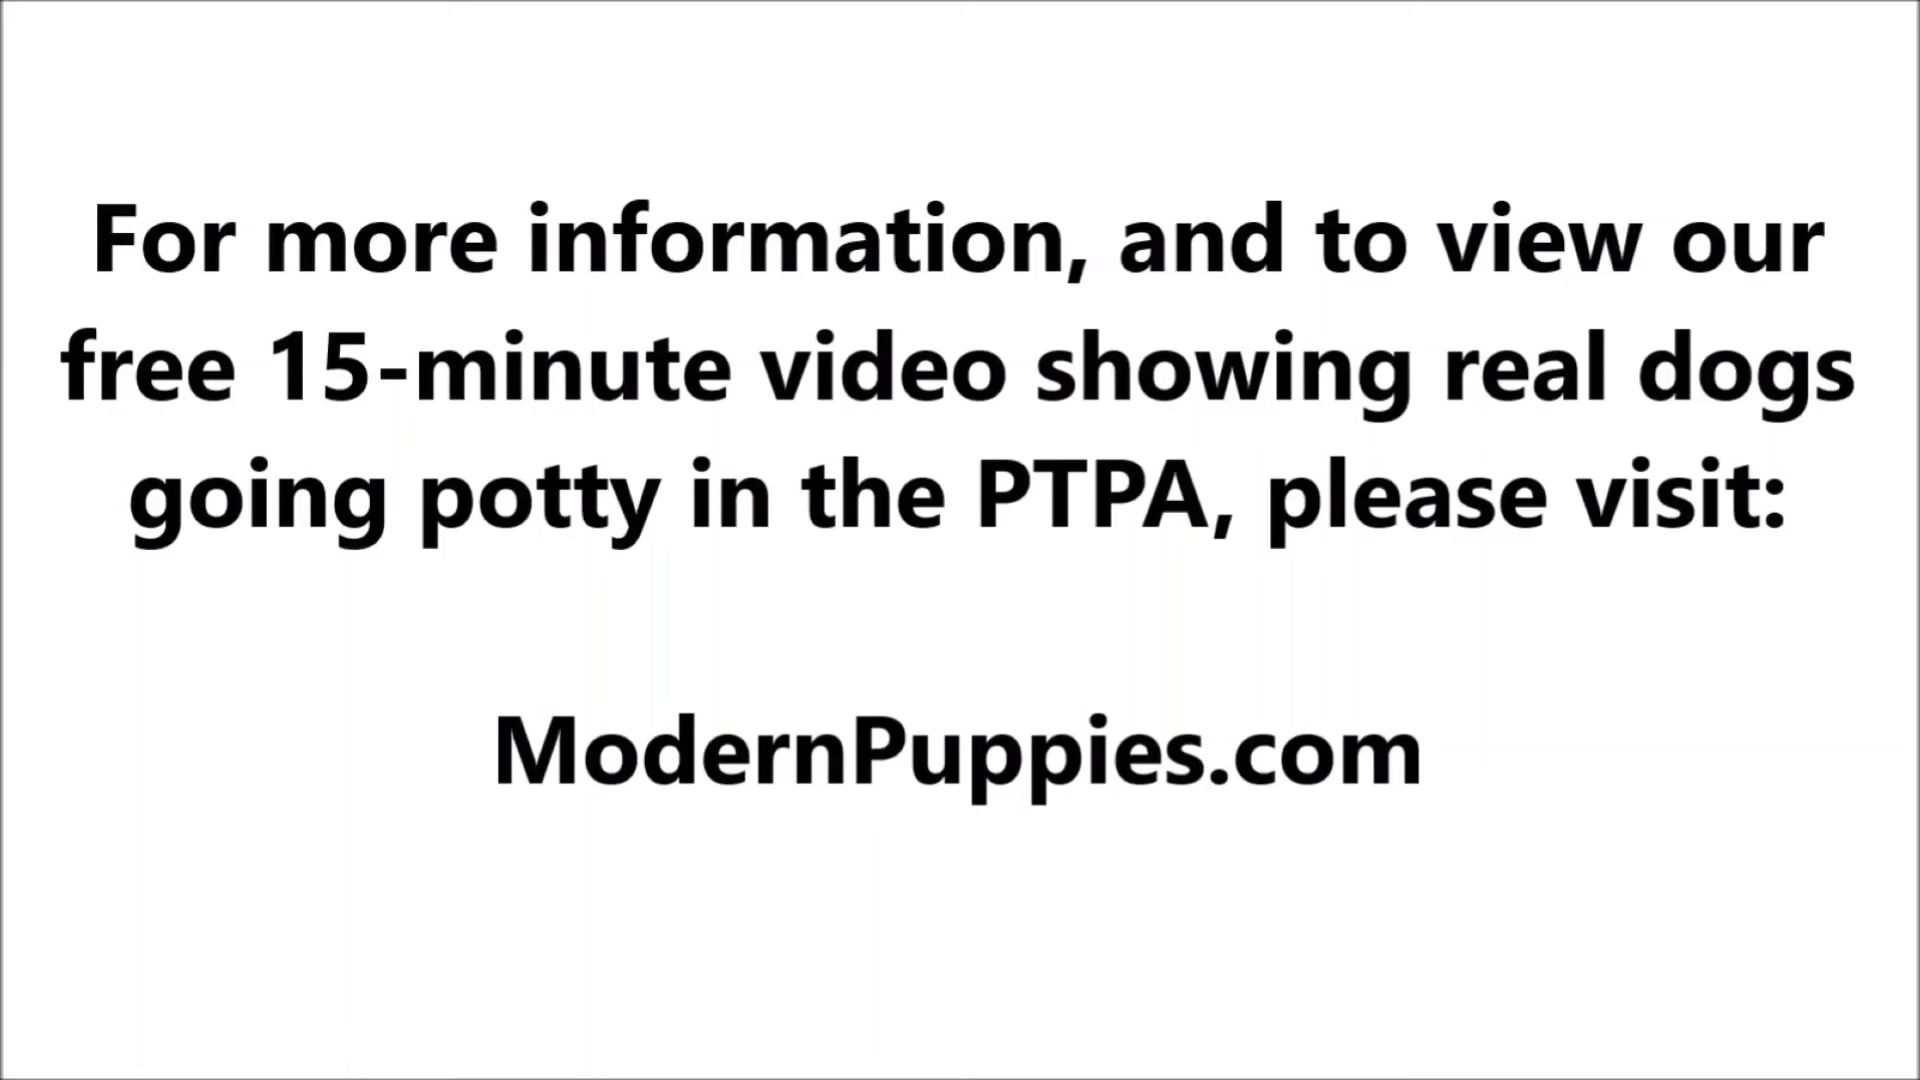 For more information, and to view our
free 15-minute video showing real dogs
going potty in the PTPA, please visit:
ModernPuppies.com